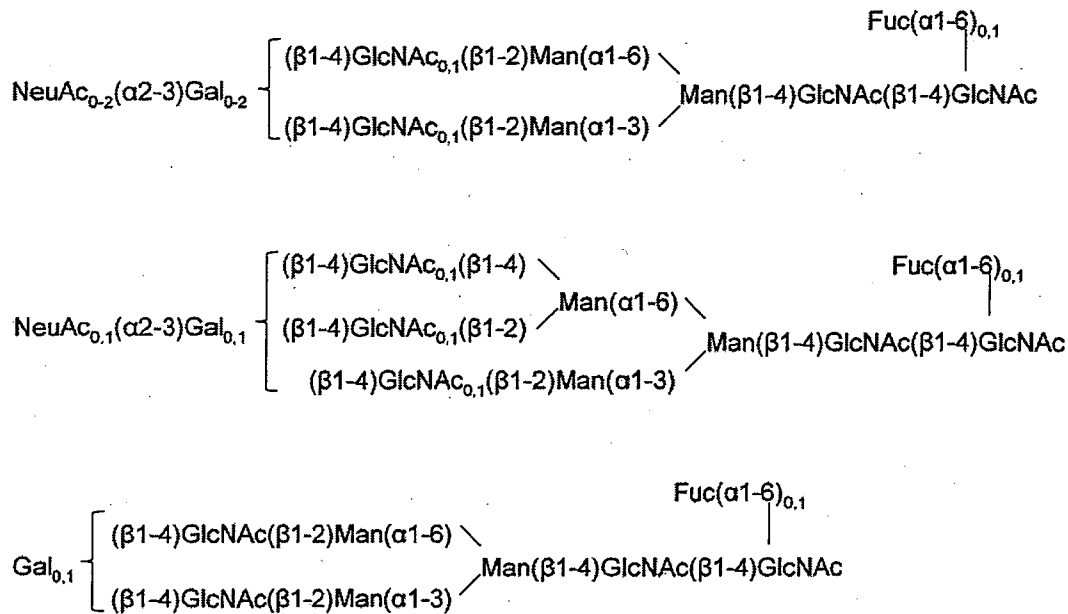 Fuc(α1-6)₀,₁
(β1-4)GlcNAc₀,₁(β1-2)Man(α1-6)
NeuAc₀₋₂(α2-3)Gal₀₋₂
Man(β1-4)GlcNAc(β1-4)GlcNAc
(β1-4)GlcNAc₀,₁(β1-2)Man(α1-3)
(β1-4)GlcNAc₀,₁(β1-4)
Fuc(α1-6)₀,₁
Man(α1-6)
NeuAc₀,₁(α2-3)Gal₀,₁
(β1-4)GlcNAc₀,₁(β1-2)
Man(β1-4)GlcNAc(β1-4)GlcNAc
(β1-4)GlcNAc₀,₁(β1-2)Man(α1-3)
Fuc(α1-6)₀,₁
(β1-4)GlcNAc(β1-2)Man(α1-6)
Gal₀,₁
Man(β1-4)GlcNAc(β1-4)GlcNAc
(β1-4)GlcNAc(β1-2)Man(α1-3)